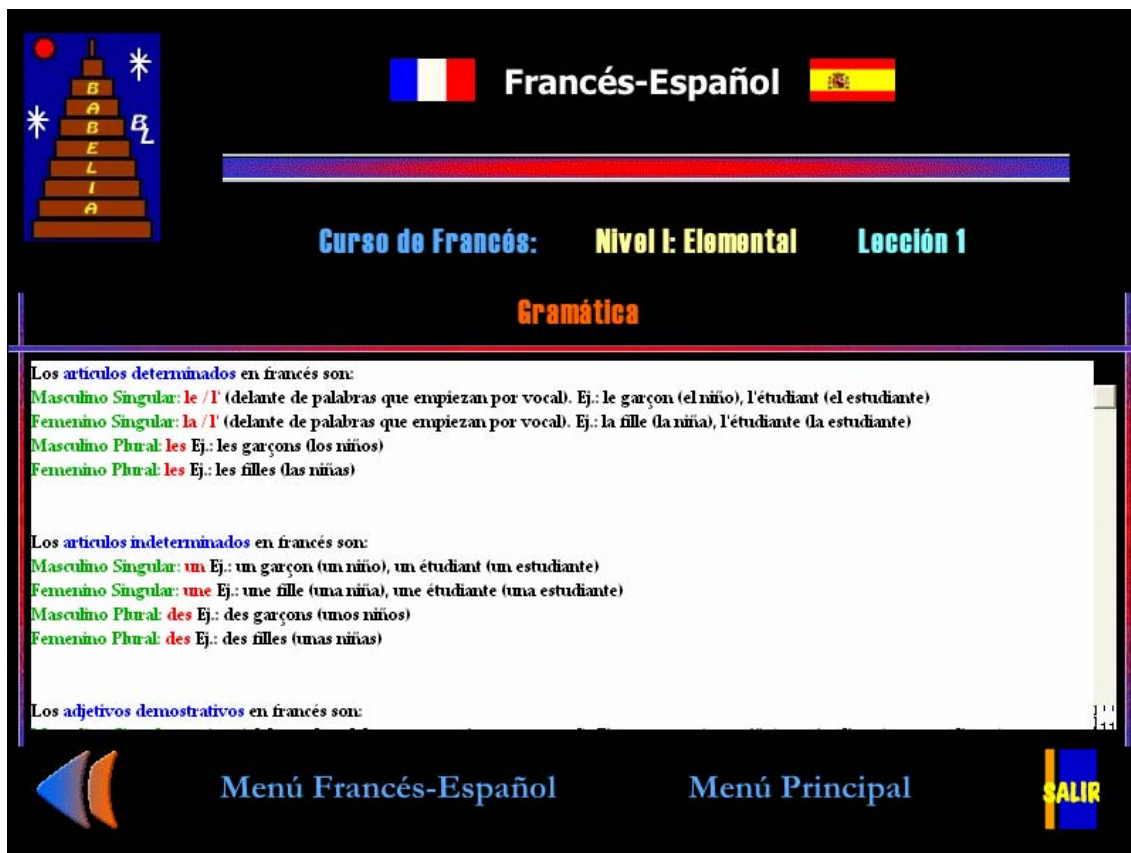 BABELIA
BL
Francés-Español
Curso de Francés: Nivel I: Elemental Lección 1
Gramática
Los artículos determinados en francés son:
Masculino Singular: le / l' (delante de palabras que empiezan por vocal). Ej.: le garçon (el niño), l'étudiant (el estudiante)
Femenino Singular: la / l' (delante de palabras que empiezan por vocal). Ej.: la fille (la niña), l'étudiante (la estudiante)
Masculino Plural: les Ej.: les garçons (los niños)
Femenino Plural: les Ej.: les filles (las niñas)
Los artículos indeterminados en francés son:
Masculino Singular: un Ej.: un garçon (un niño), un étudiant (un estudiante)
Femenino Singular: une Ej.: une fille (una niña), une étudiante (una estudiante)
Masculino Plural: des Ej.: des garçons (unos niños)
Femenino Plural: des Ej.: des filles (unas niñas)
Los adjetivos demostrativos en francés son:
Menú Francés-Español Menú Principal
SALIR